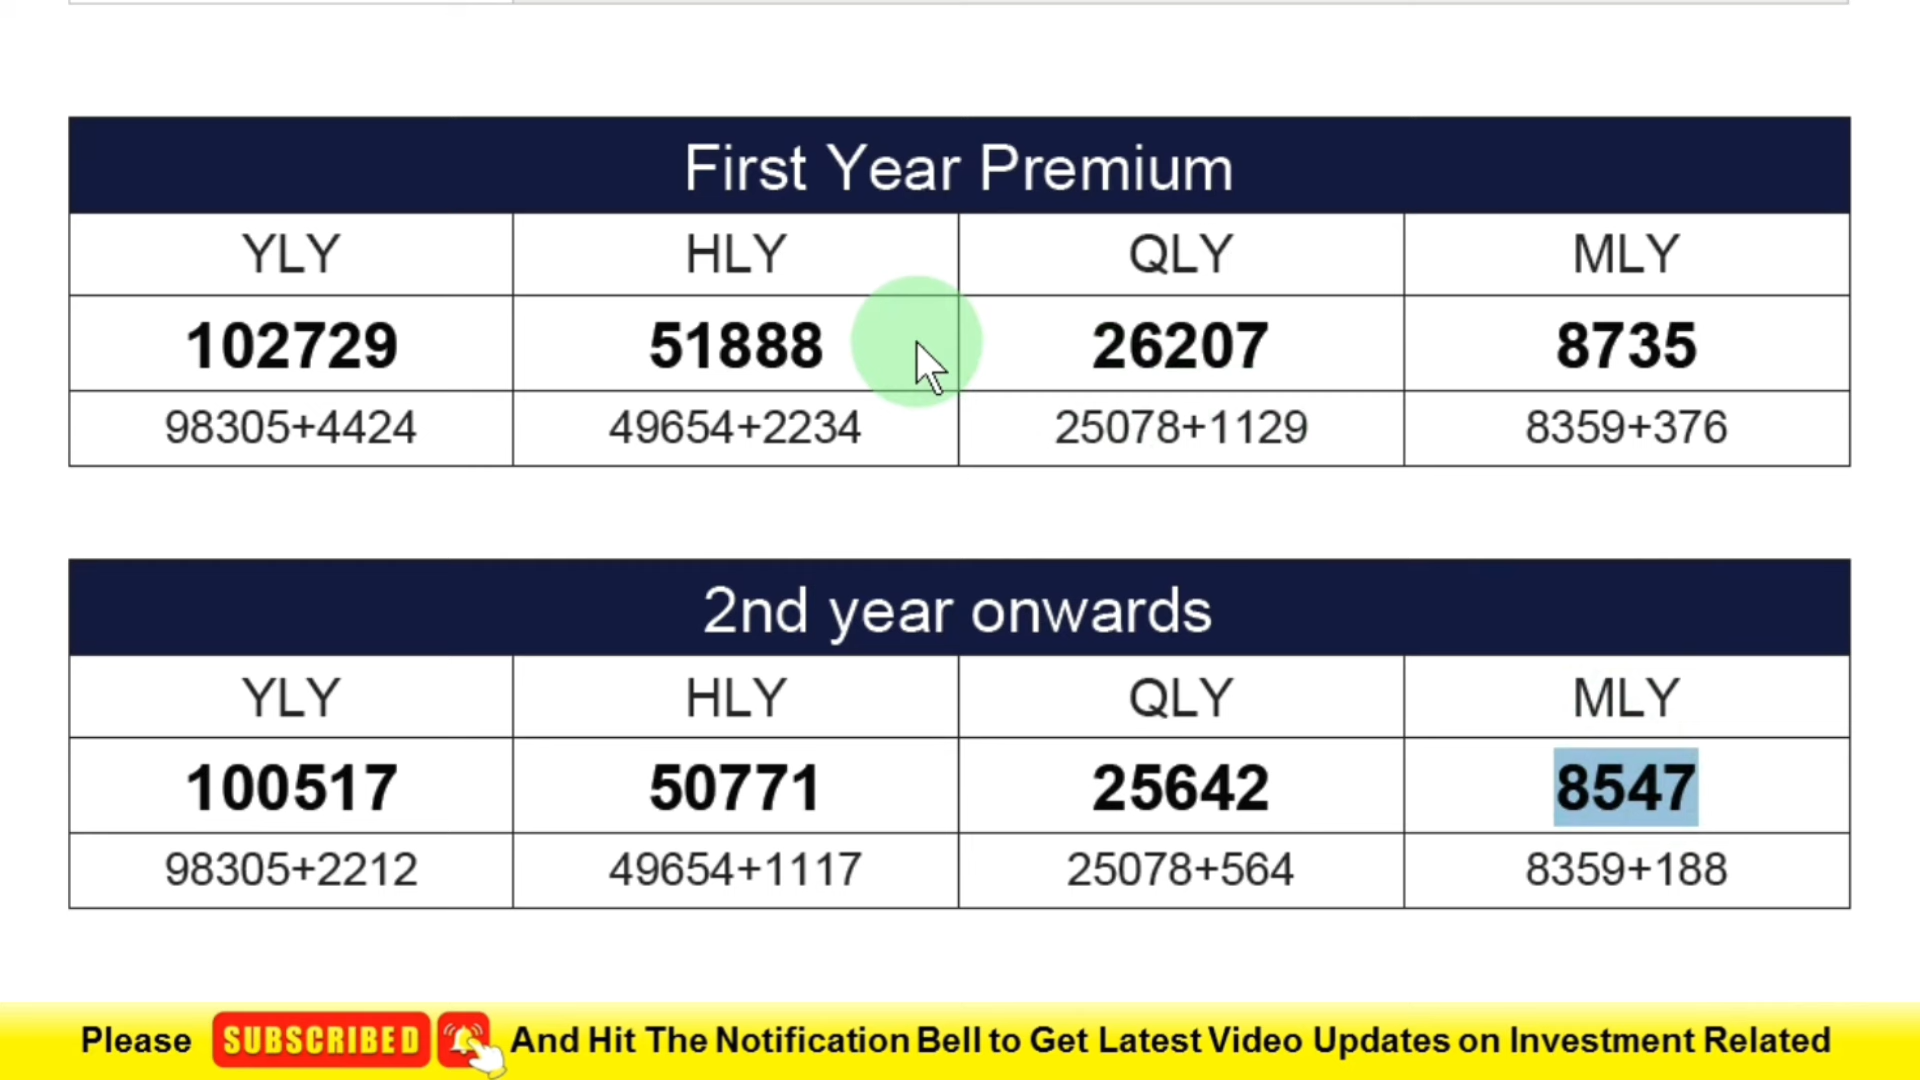 First Year Premium
YLY HLY QLY MLY
102729 51888 26207 8735
98305+4424 49654+2234 25078+1129 8359+376
2nd year onwards
YLY HLY QLY MLY
100517 50771 25642 8547
98305+2212 49654+1117 25078+564 8359+188
Please SUBSCRIBED And Hit The Notification Bell to Get Latest Video Updates on Investment Related